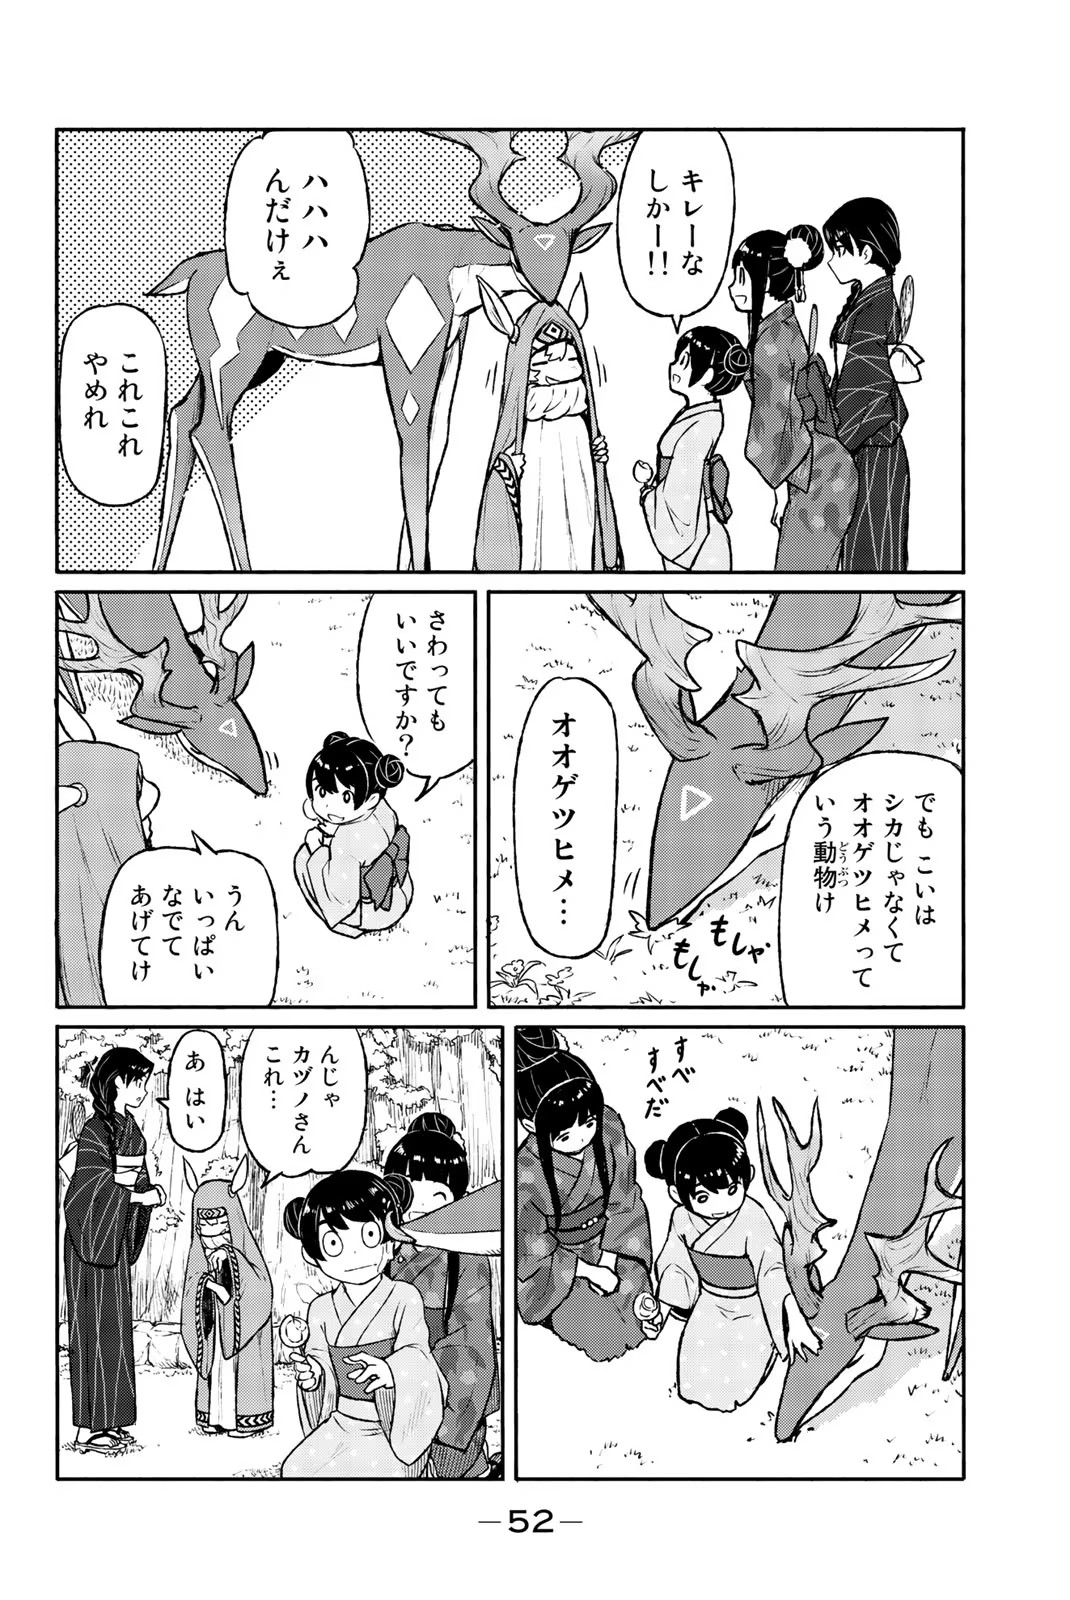 キレーな
しかー!!
ハハハ
んだけぇ
これこれ
やめれ
でも こいは
シカじゃなくて
オオゲツヒメって
いう動物け
どうぶつ
オオゲツヒメ…
もしゃ
もしゃ
さわっても
いいですか?
うん
いっぱい
なでて
あげてけ
すべ
すべだ
んじゃ
カヅノさん
これ…
あ はい
—52—